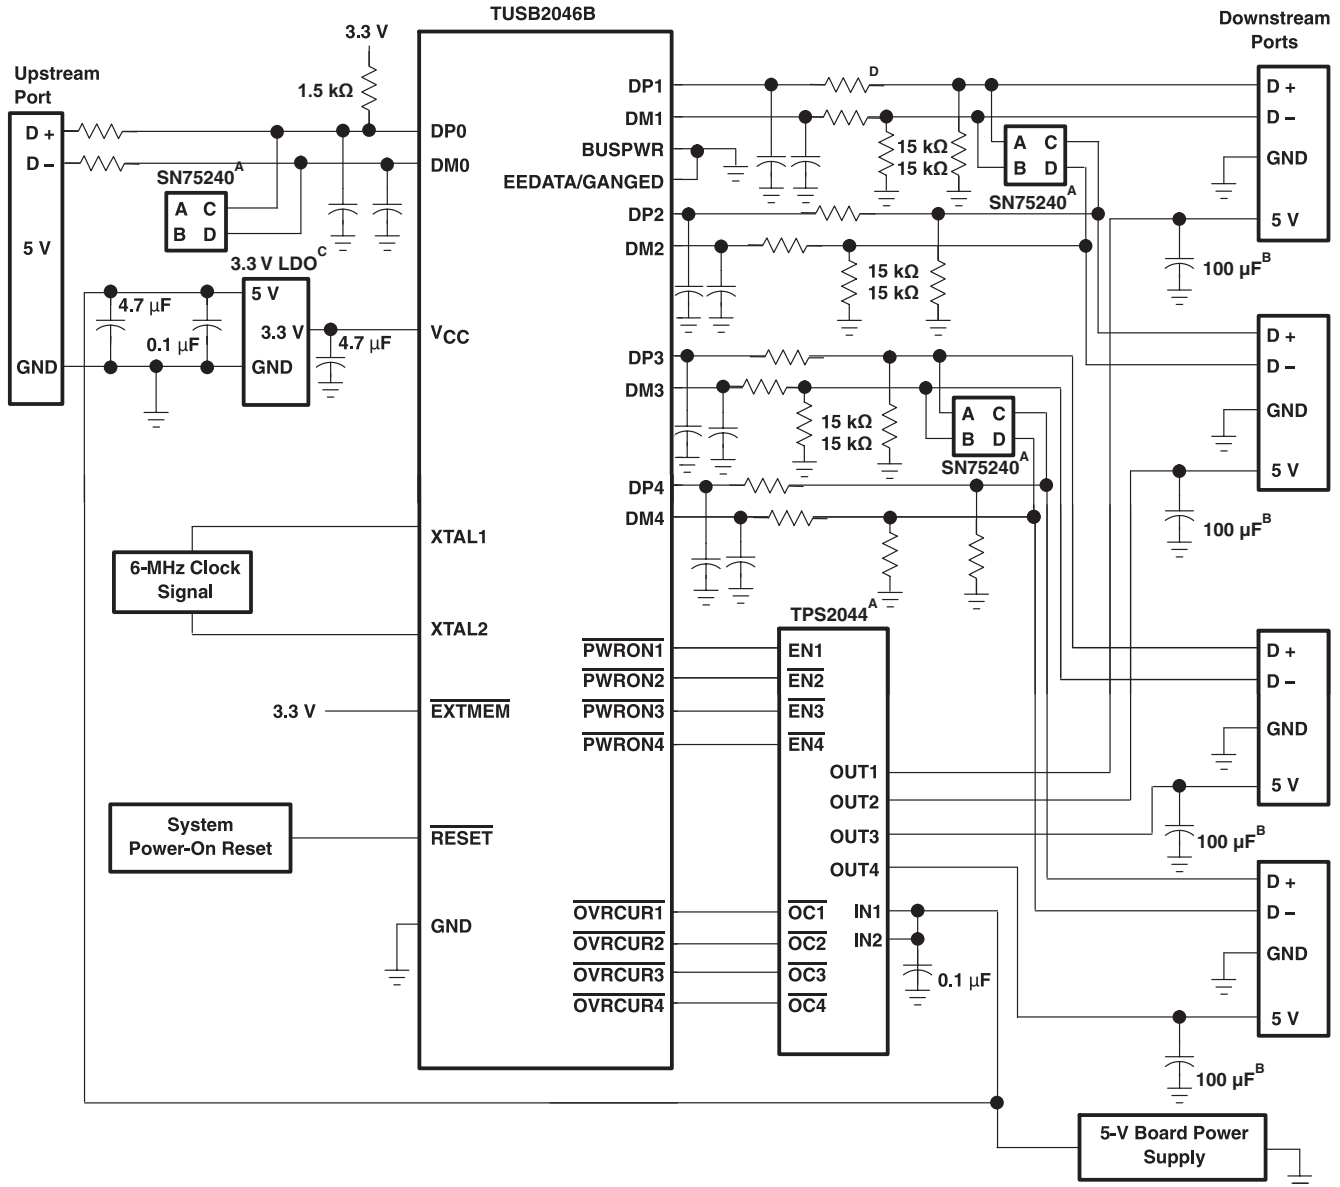 TUSB2046B
Downstream
Ports
Upstream
Port
3.3 V
1.5 kΩ
D +
D –
5 V
GND
SN75240A
A C
B D
3.3 V LDOC
5 V
3.3 V
GND
4.7 µF
0.1 µF
4.7 µF
DP0
DM0
VCC
XTAL1
XTAL2
6-MHz Clock
Signal
3.3 V
EXTMEM
System
Power-On Reset
RESET
GND
DP1
DM1
BUSPWR
EEDATA/GANGED
DP2
DM2
DP3
DM3
DP4
DM4
PWRON1
PWRON2
PWRON3
PWRON4
OVRCUR1
OVRCUR2
OVRCUR3
OVRCUR4
D
15 kΩ
15 kΩ
A C
B D
SN75240A
15 kΩ
15 kΩ
15 kΩ
15 kΩ
A C
B D
SN75240A
TPS2044A
EN1
EN2
EN3
EN4
OUT1
OUT2
OUT3
OUT4
OC1
OC2
OC3
OC4
IN1
IN2
0.1 µF
D +
D –
GND
5 V
100 µFB
D +
D –
GND
5 V
100 µFB
D +
D –
GND
5 V
100 µFB
D +
D –
GND
5 V
100 µFB
5-V Board Power
Supply